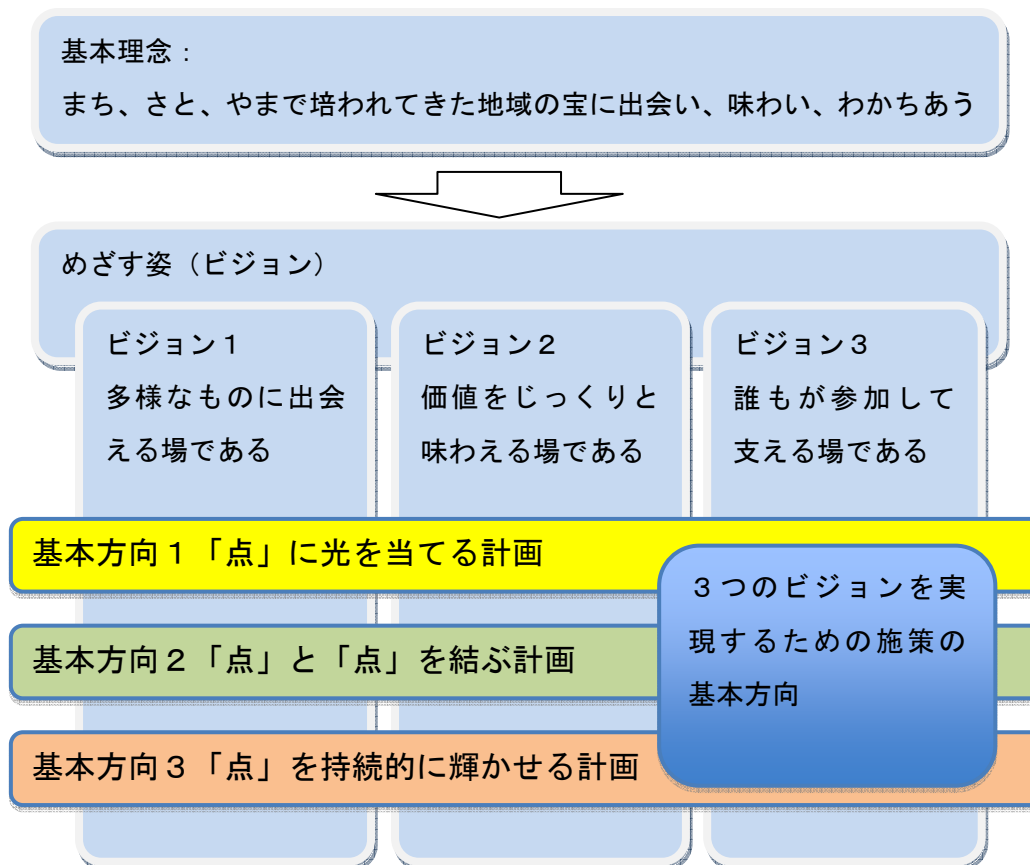 基本理念：
まち、さと、やまで培われてきた地域の宝に出会い、味わい、わかちあう
めざす姿（ビジョン）
ビジョン１
多様なものに出会
える場である
ビジョン２
価値をじっくりと
味わえる場である
ビジョン３
誰もが参加して
支える場である
基本方向１「点」に光を当てる計画
基本方向２「点」と「点」を結ぶ計画
基本方向３「点」を持続的に輝かせる計画
３つのビジョンを実
現するための施策の
基本方向